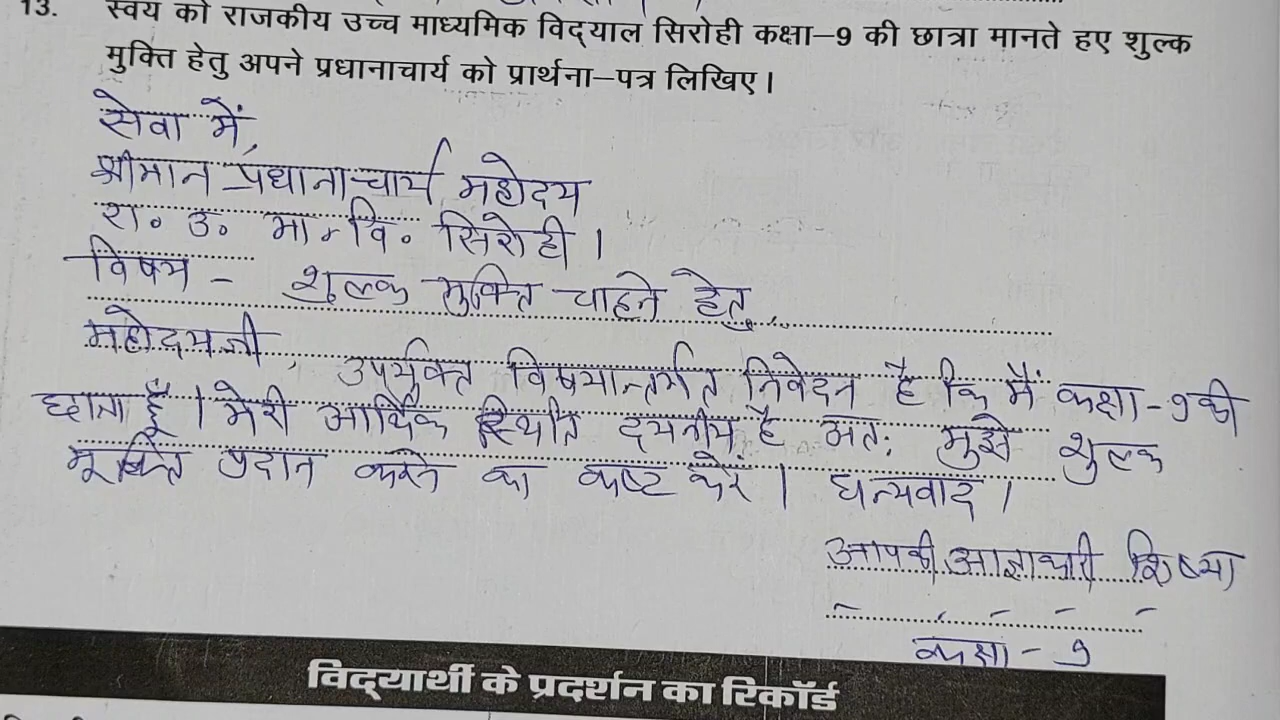 13. स्वय को राजकीय उच्च माध्यमिक विद्याल सिरोही कक्षा–9 की छात्रा मानते हुए शुल्क
मुक्ति हेतु अपने प्रधानाचार्य को प्रार्थना–पत्र लिखिए।
सेवा में,
श्रीमान प्रधानाचार्य महोदय
रा० उ० मा० वि० सिरोही।
विषय - शुल्क मुक्ति चाहने हेतु
महोदयजी, उपर्युक्त विषयान्तर्गत निवेदन है कि मैं कक्षा-9 की
छात्रा हूँ। मेरी आर्थिक स्थिति दयनीय है अतः मुझे शुल्क
मूक्ति प्रदान करने का कष्ट करें। धन्यवाद।
आपकी आज्ञाकारी शिष्या
कक्षा - 9
विद्यार्थी के प्रदर्शन का रिकॉर्ड